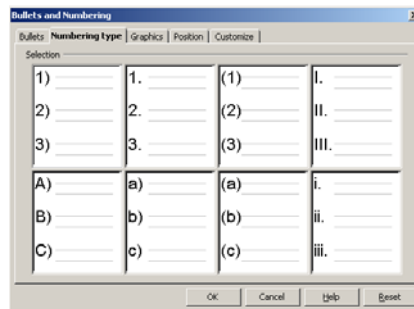 Bullets and Numbering
Bullets Numbering type Graphics Position Customize
Selection
1) 1. (1) I.
2) 2. (2) II.
3) 3. (3) III.
A) a) (a) i.
B) b) (b) ii.
C) c) (c) iii.
OK Cancel Help Reset